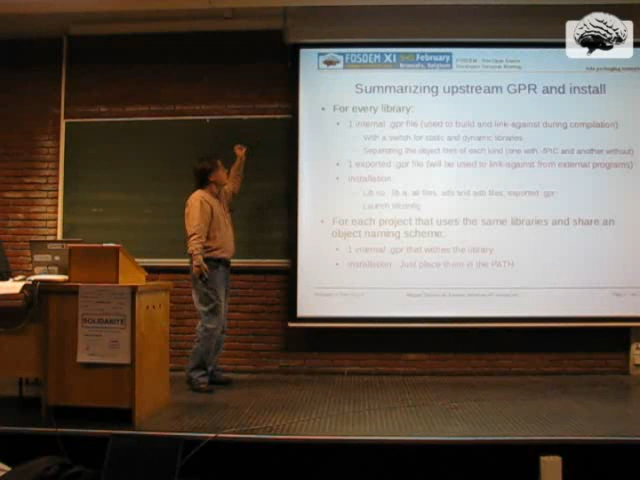 FOSDEM XI 5+6 February
Brussels, Belgium
Summarizing upstream GPR and install
• For every library:
• 1 internal .gpr file (used to build and link-against during compilation)
With a switch for static and dynamic libraries
Separating the object files of each kind (one with -fPIC and another without)
• 1 exported .gpr file (will be used to link-against from external programs)
• Installation
Lib.so, lib.a, ali files, ads and adb files, exported .gpr
Launch ldconfig
• For each project that uses the same libraries and share an
object naming scheme:
• 1 internal .gpr that withes the library
• Installation: Just place them in the PATH
SOLIDARITÉ